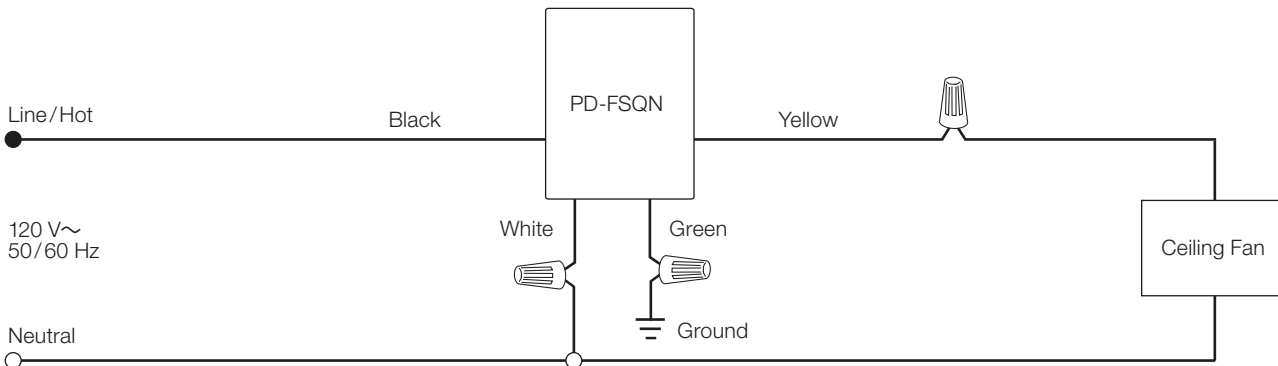 PD-FSQN
Line/Hot
Black
Yellow
120 V~
50/60 Hz
White
Green
Ceiling Fan
Neutral
Ground